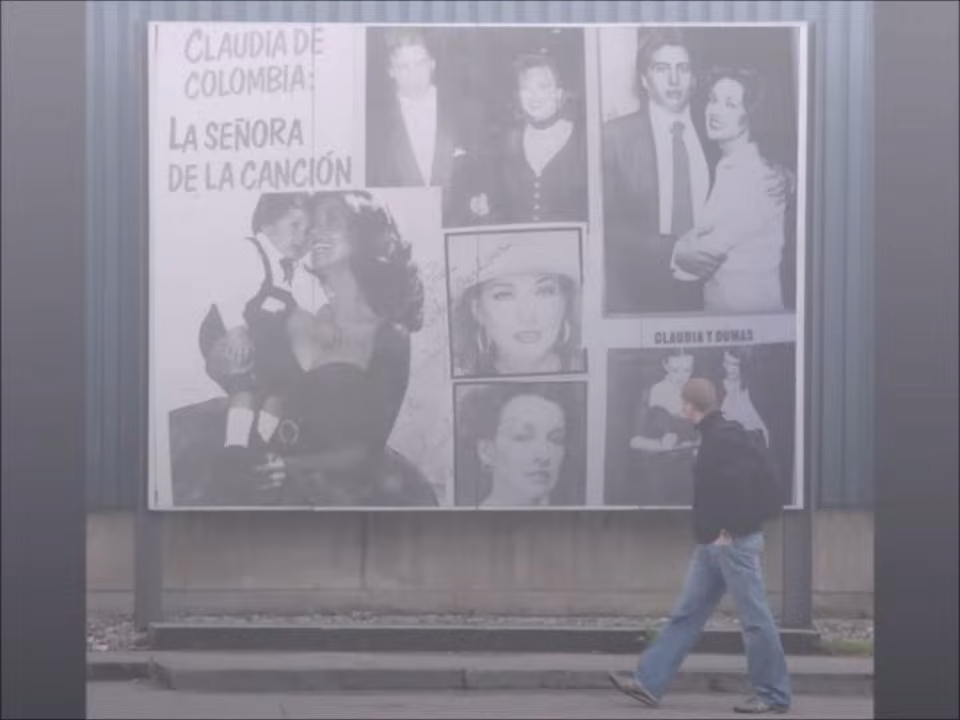 CLAUDIA DE
COLOMBIA:
LA SEÑORA
DE LA CANCIÓN
CLAUDIA Y DUMAS